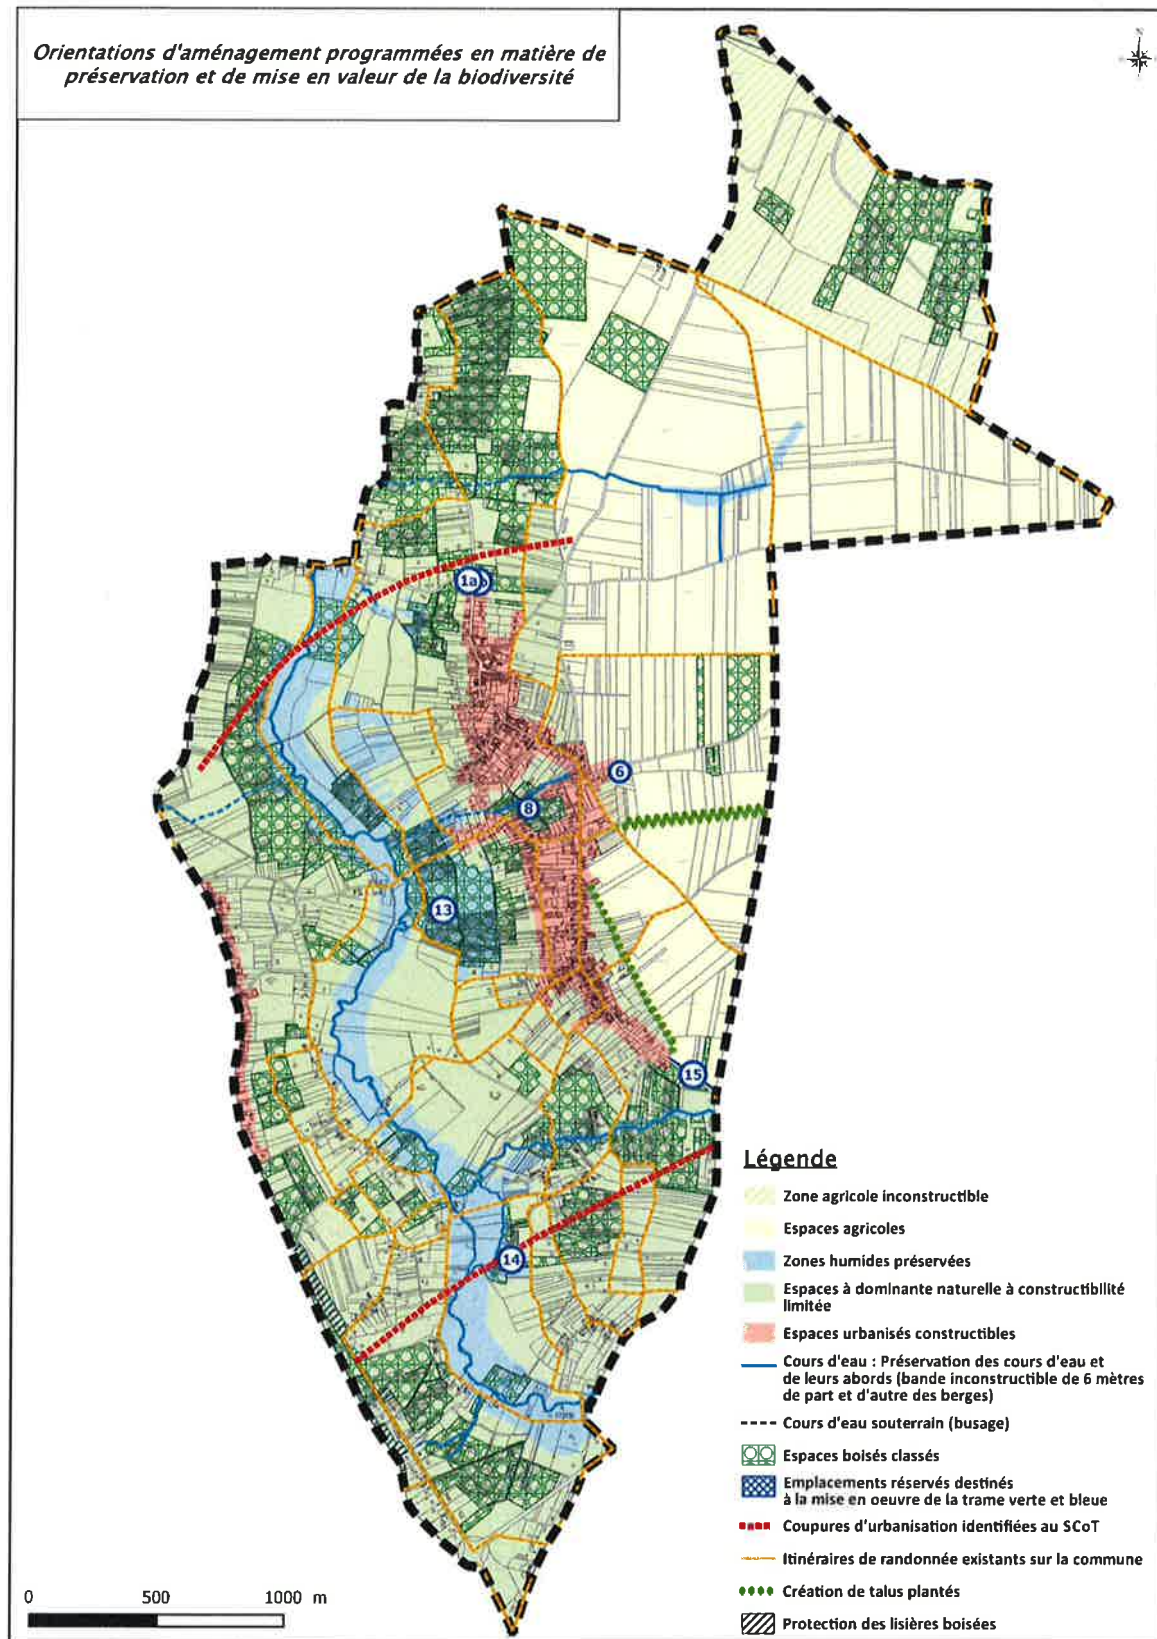 Orientations d'aménagement programmées en matière de
préservation et de mise en valeur de la biodiversité
N
1a
b
6
8
13
15
14
Légende
Zone agricole inconstructible
Espaces agricoles
Zones humides préservées
Espaces à dominante naturelle à constructibilité
limitée
Espaces urbanisés constructibles
Cours d'eau : Préservation des cours d'eau et
de leurs abords (bande inconstructible de 6 mètres
de part et d'autre des berges)
Cours d'eau souterrain (busage)
Espaces boisés classés
Emplacements réservés destinés
à la mise en oeuvre de la trame verte et bleue
Coupures d'urbanisation identifiées au SCoT
Itinéraires de randonnée existants sur la commune
Création de talus plantés
Protection des lisières boisées
0 500 1000 m